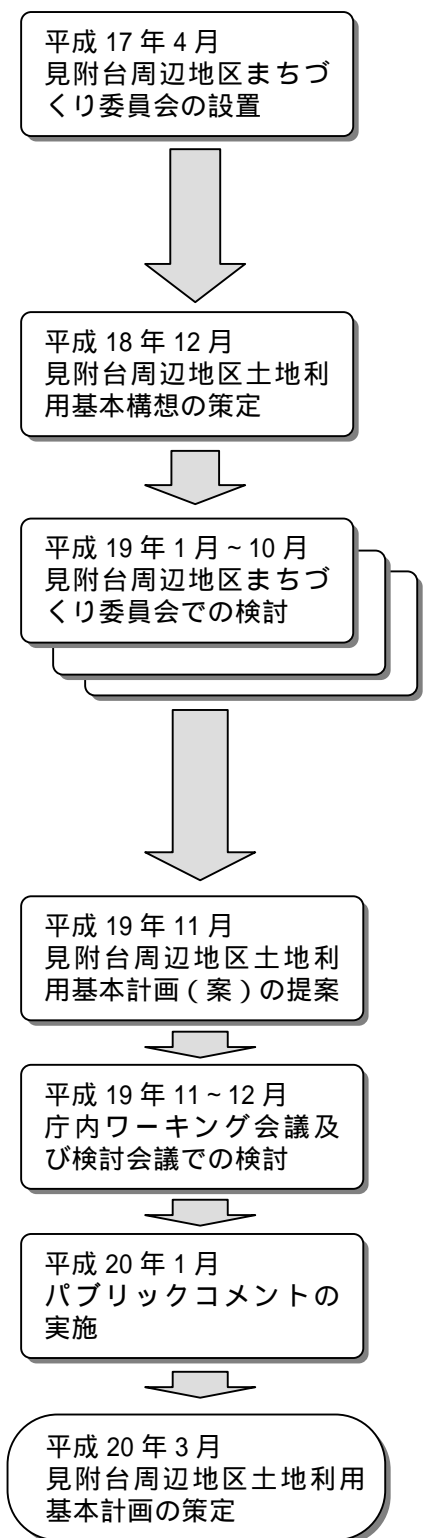 平成 17 年 4 月
見附台周辺地区まちづ
くり委員会の設置
平成 18 年 12 月
見附台周辺地区土地利
用基本構想の策定
平成 19 年 1 月 ~ 10 月
見附台周辺地区まちづ
くり委員会での検討
平成 19 年 11 月
見附台周辺地区土地利
用基本計画(案)の提案
平成 19 年 11 ~ 12 月
庁内ワーキング会議及
び検討会議での検討
平成 20 年 1 月
パブリックコメントの
実施
平成 20 年 3 月
見附台周辺地区土地利用
基本計画の策定